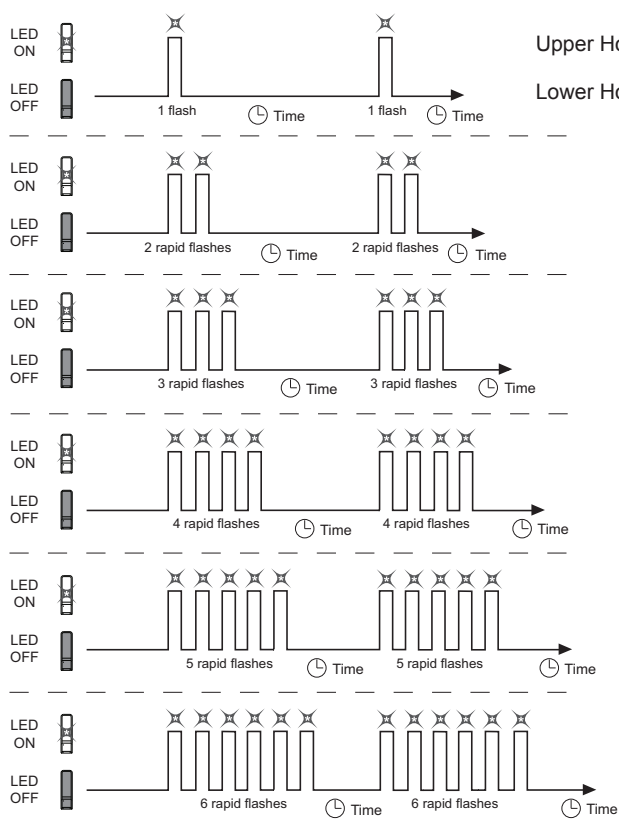 LED
ON
Upper Ho
LED
OFF
Lower Ho
1 flash
Time
1 flash
Time
LED
ON
LED
OFF
2 rapid flashes
Time
2 rapid flashes
Time
LED
ON
LED
OFF
3 rapid flashes
Time
3 rapid flashes
Time
LED
ON
LED
OFF
4 rapid flashes
Time
4 rapid flashes
Time
LED
ON
LED
OFF
5 rapid flashes
Time
5 rapid flashes
Time
LED
ON
LED
OFF
6 rapid flashes
Time
6 rapid flashes
Time